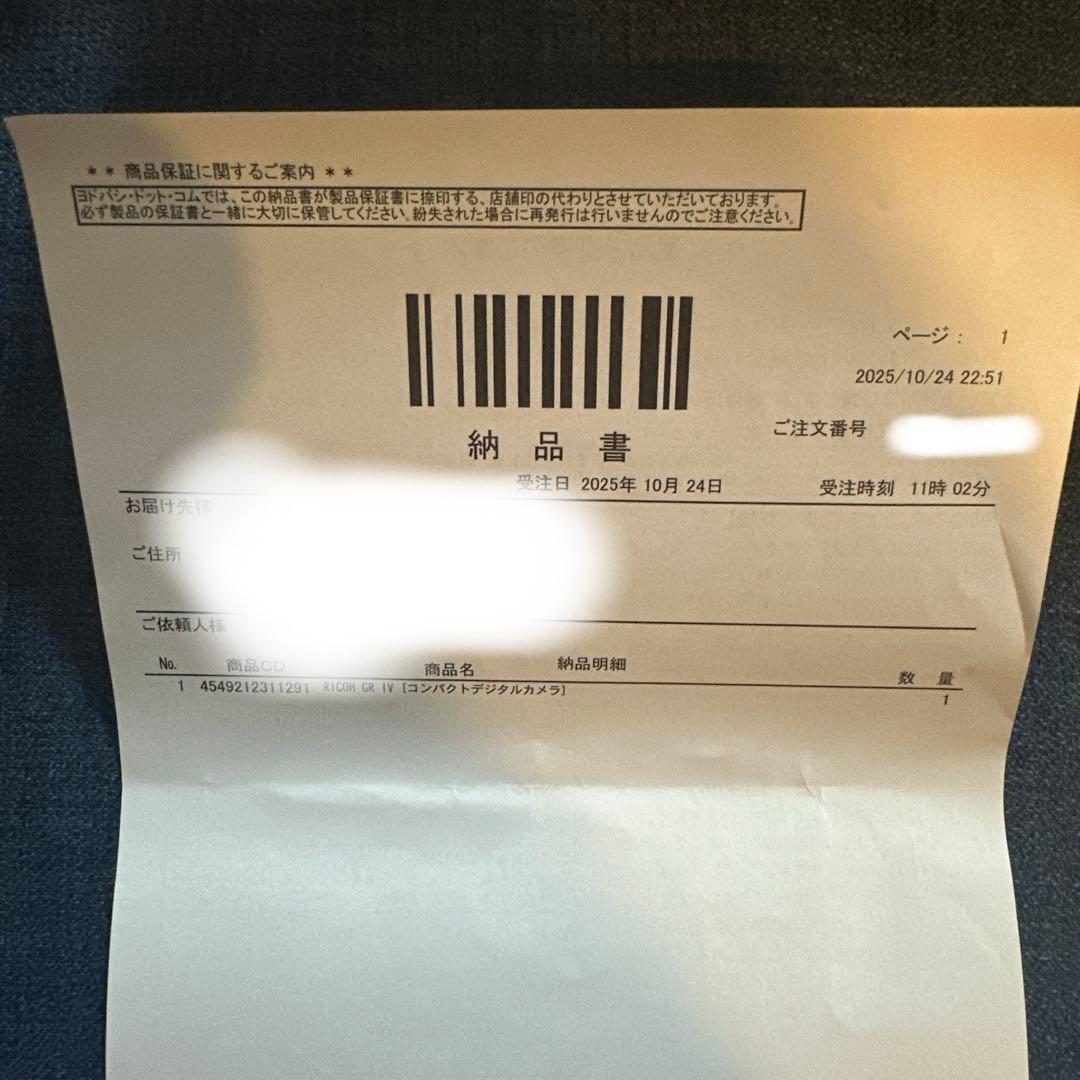 ** 商品保証に関するご案内 **
ヨドバシ・ドット・コムでは、この納品書が製品保証書に捺印する、店舗印の代わりとさせていただいております。
必ず製品の保証書と一緒に大切に保管してください。紛失された場合に再発行は行いませんのでご注意ください。
ページ： 1
2025/10/24 22:51
ご注文番号
納 品 書
受注日 2025年 10月 24日 受注時刻 11時 02分
お届け先様
ご住所：
ご依頼人様
No. 商品CD 商品名 納品明細 数 量
1 4549212311291 RICOH GR IV [コンパクトデジタルカメラ] 1